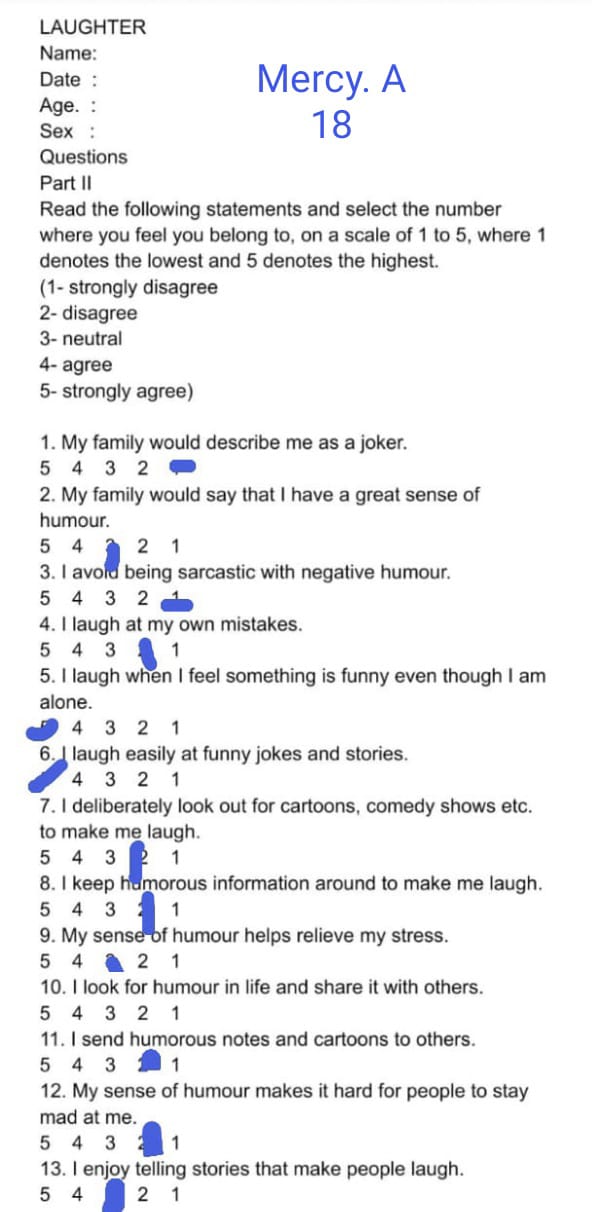 LAUGHTER
Name:
Mercy. A
Date :
Age. :
18
Sex :
Questions
Part II
Read the following statements and select the number
where you feel you belong to, on a scale of 1 to 5, where 1
denotes the lowest and 5 denotes the highest.
(1- strongly disagree
2- disagree
3- neutral
4- agree
5- strongly agree)
1. My family would describe me as a joker.
5 4 3 2
2. My family would say that I have a great sense of
humour.
5 4 2 1
3. I avoid being sarcastic with negative humour.
5 4 3 2 1
4. I laugh at my own mistakes.
5 4 3 1
5. I laugh when I feel something is funny even though I am
alone.
4 3 2 1
6. I laugh easily at funny jokes and stories.
4 3 2 1
7. I deliberately look out for cartoons, comedy shows etc.
to make me laugh.
5 4 3 2 1
8. I keep humorous information around to make me laugh.
5 4 3 1
9. My sense of humour helps relieve my stress.
5 4 2 1
10. I look for humour in life and share it with others.
5 4 3 2 1
11. I send humorous notes and cartoons to others.
5 4 3 1
12. My sense of humour makes it hard for people to stay
mad at me.
5 4 3 1
13. I enjoy telling stories that make people laugh.
5 4 2 1